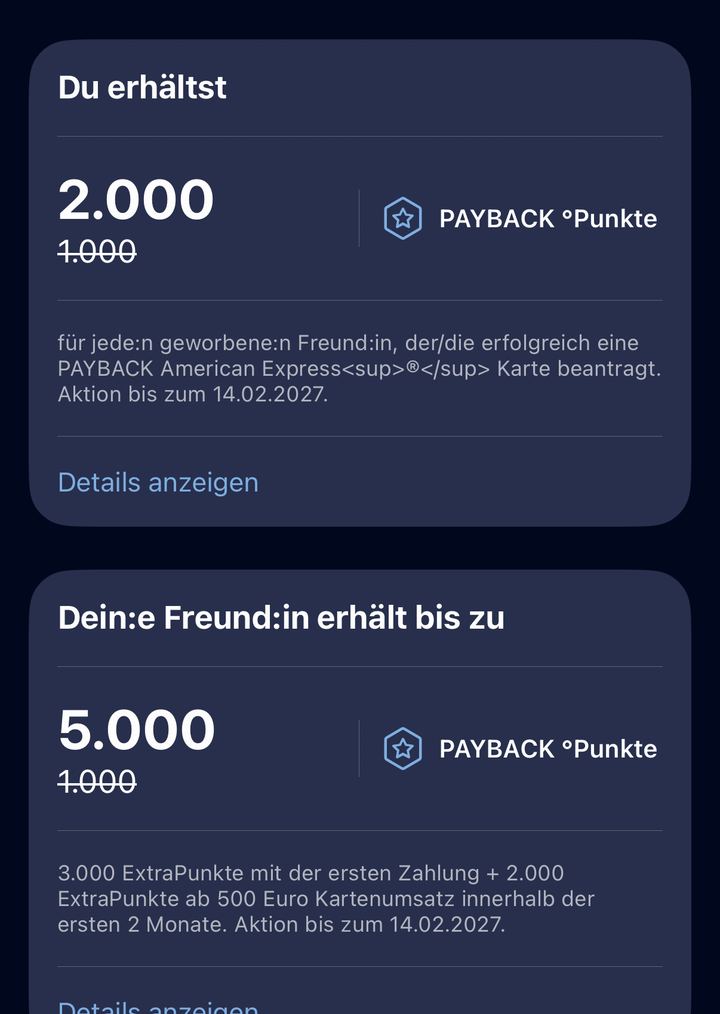 Du erhältst
2.000
1.000
PAYBACK °Punkte
für jede:n geworbene:n Freund:in, der/die erfolgreich eine
PAYBACK American Express<sup>®</sup> Karte beantragt.
Aktion bis zum 14.02.2027.
Details anzeigen
Dein:e Freund:in erhält bis zu
5.000
1.000
PAYBACK °Punkte
3.000 ExtraPunkte mit der ersten Zahlung + 2.000
ExtraPunkte ab 500 Euro Kartenumsatz innerhalb der
ersten 2 Monate. Aktion bis zum 14.02.2027.
Details anzeigen